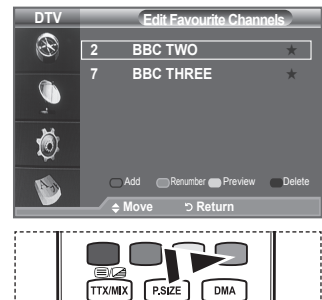 DTV Edit Favourite Channels
2 BBC TWO ★
7 BBC THREE ★
Add Renumber Preview Delete
Move Return
TTX/MIX P.SIZE DMA